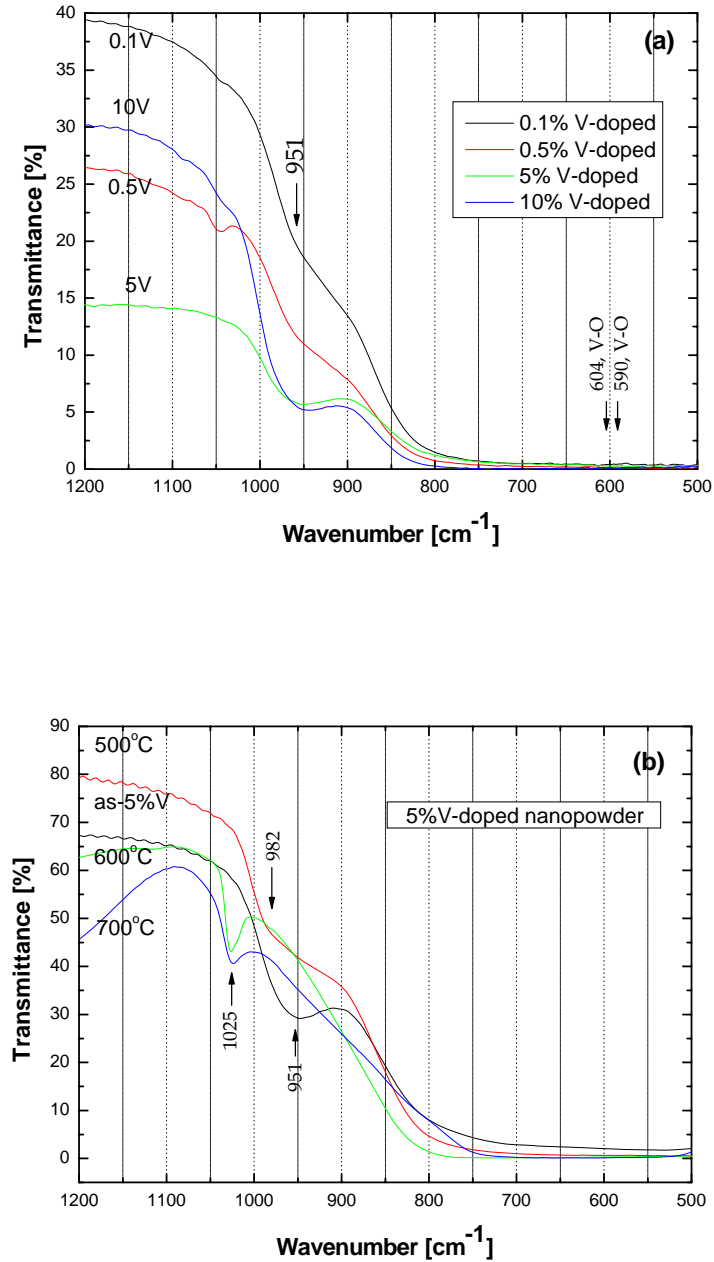 (a)
Transmittance [%]
40
35
30
25
20
15
10
5
0
0.1V
10V
0.5V
5V
951
0.1% V-doped
0.5% V-doped
5% V-doped
10% V-doped
604, V-O
590, V-O
1200 1100 1000 900 800 700 600 500
Wavenumber [cm-1]
(b)
Transmittance [%]
90
80
70
60
50
40
30
20
10
0
500°C
as-5%V
600°C
700°C
5%V-doped nanopowder
982
1025
951
1200 1100 1000 900 800 700 600 500
Wavenumber [cm-1]